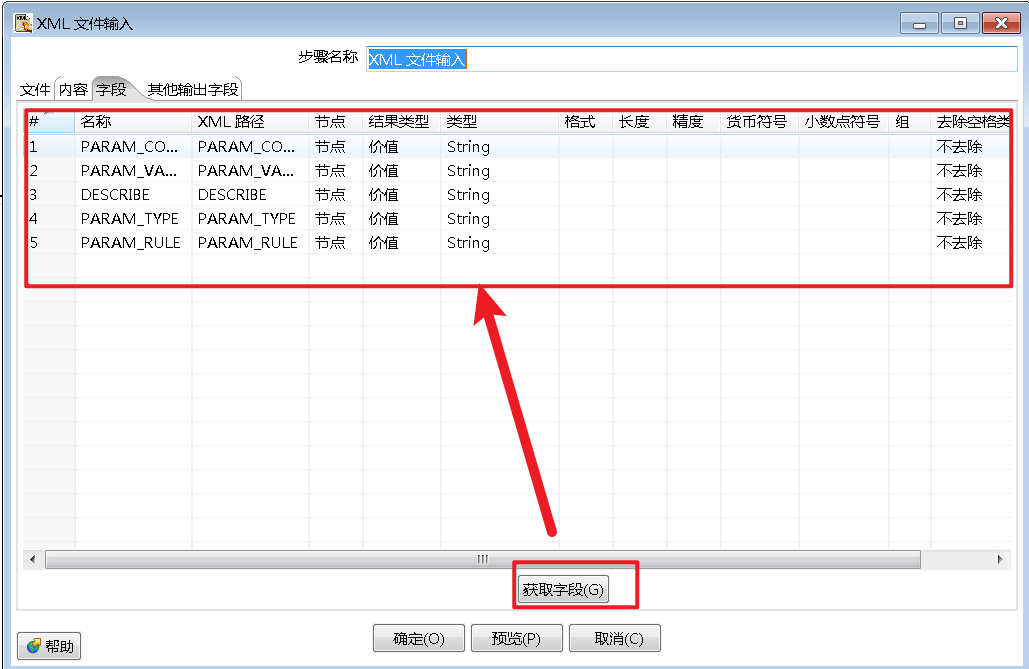 XML 文件输入
步骤名称 XML 文件输入
文件 内容 字段 其他输出字段
# 名称 XML 路径 节点 结果类型 类型 格式 长度 精度 货币符号 小数点符号 组 去除空格类
1 PARAM_CO... PARAM_CO... 节点 价值 String 不去除
2 PARAM_VA... PARAM_VA... 节点 价值 String 不去除
3 DESCRIBE DESCRIBE 节点 价值 String 不去除
4 PARAM_TYPE PARAM_TYPE 节点 价值 String 不去除
5 PARAM_RULE PARAM_RULE 节点 价值 String 不去除
获取字段(G)
帮助 确定(O) 预览(P) 取消(C)